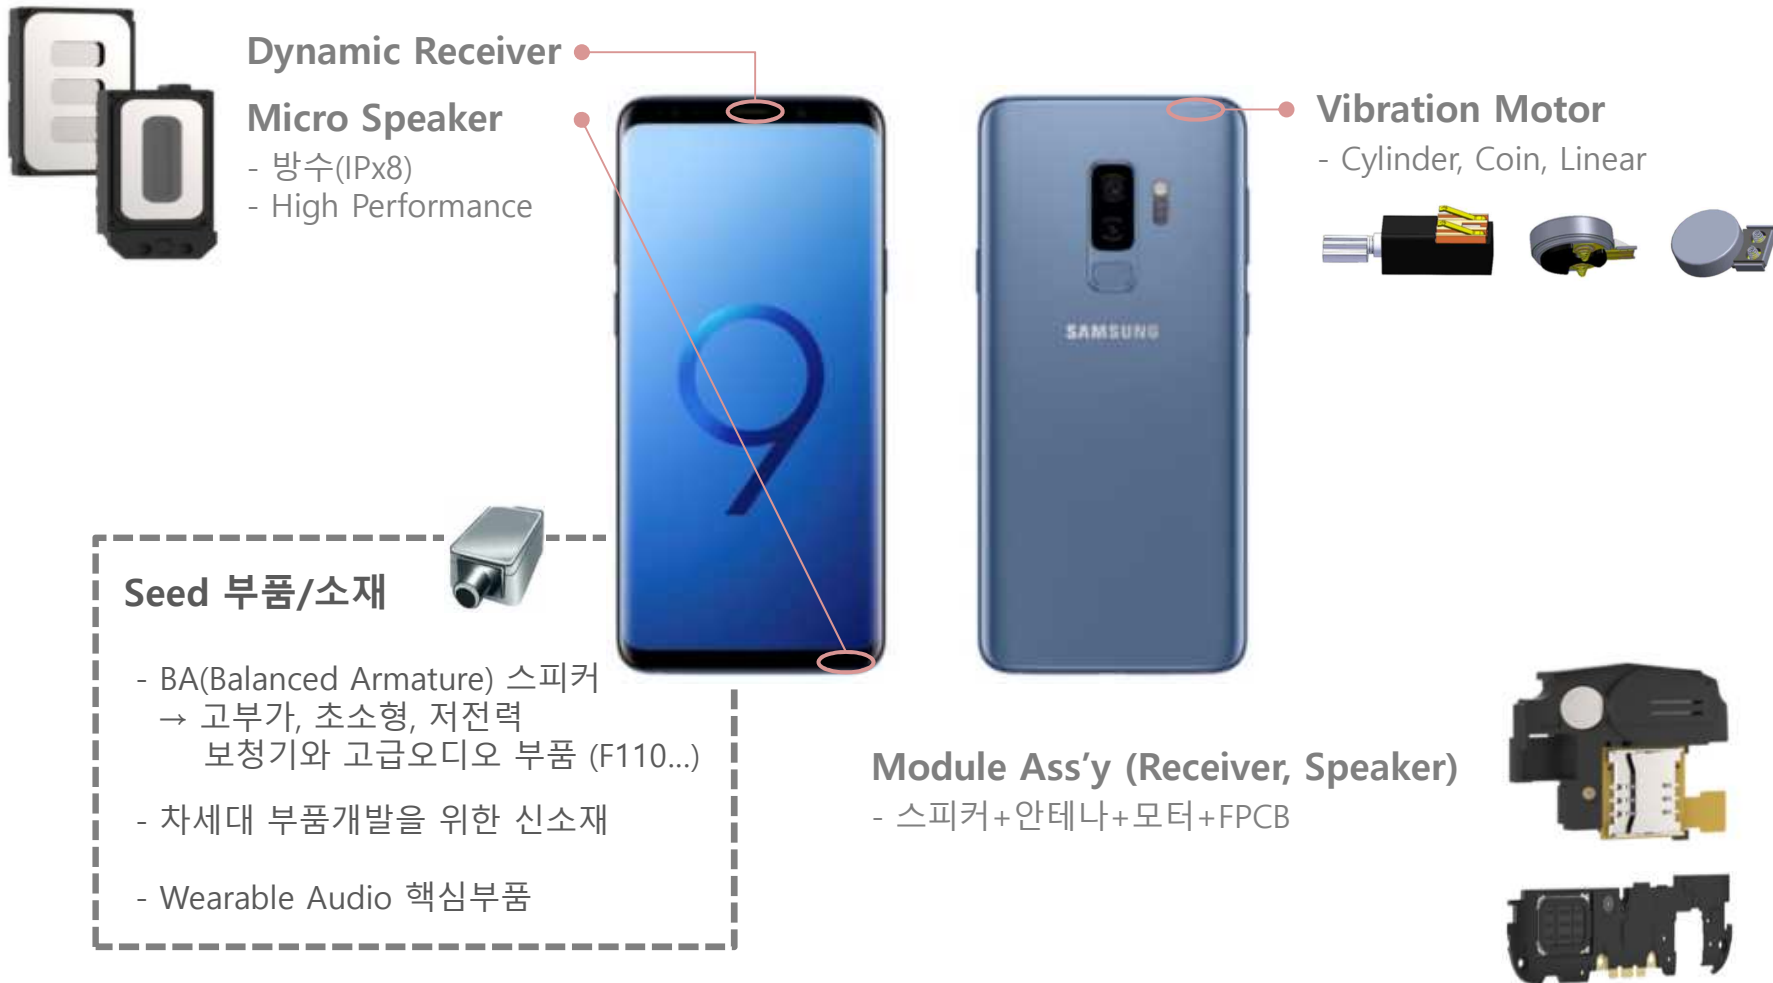 Dynamic Receiver
Micro Speaker
- 방수(IPx8)
- High Performance
Vibration Motor
- Cylinder, Coin, Linear
SAMSUNG
9
Seed 부품/소재
- BA(Balanced Armature) 스피커
→ 고부가, 초소형, 저전력
보청기와 고급오디오 부품 (F110...)
- 차세대 부품개발을 위한 신소재
- Wearable Audio 핵심부품
Module Ass’y (Receiver, Speaker)
- 스피커+안테나+모터+FPCB